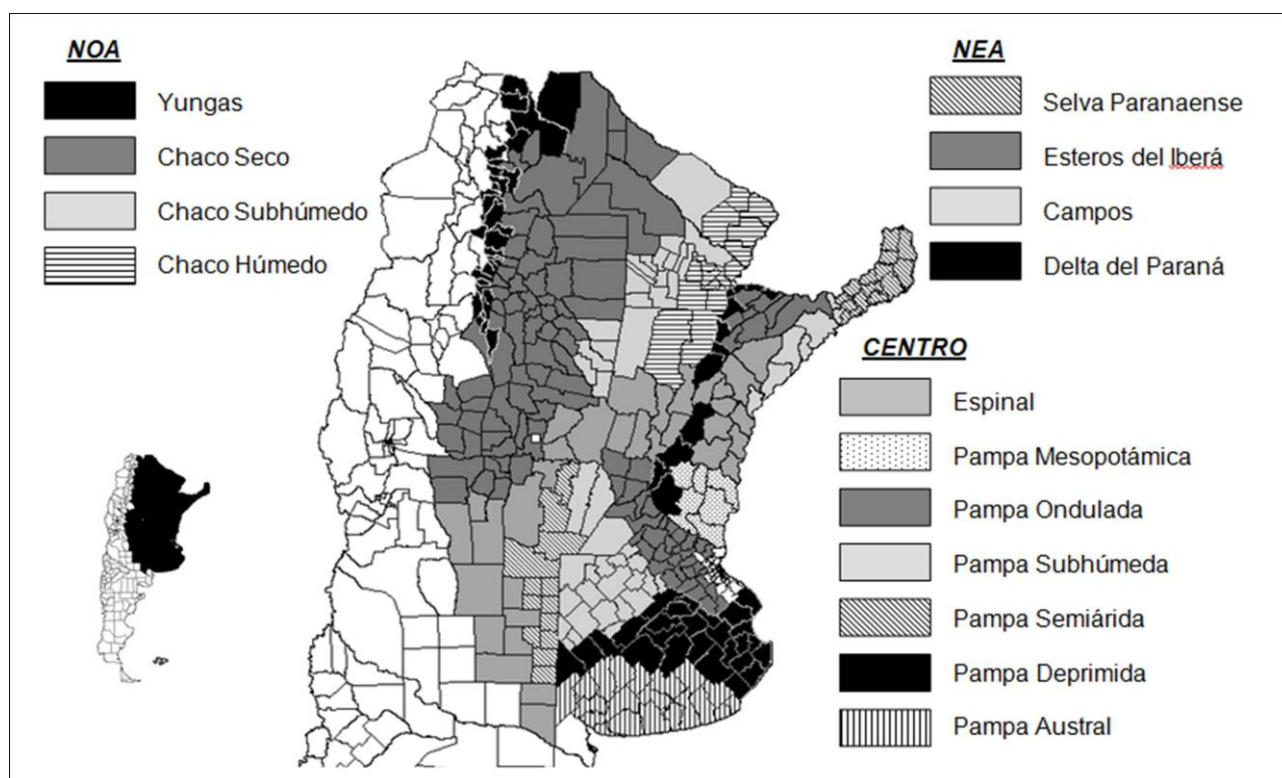 NOA
Yungas
Chaco Seco
Chaco Subhúmedo
Chaco Húmedo
NEA
Selva Paranaense
Esteros del Iberá
Campos
Delta del Paraná
CENTRO
Espinal
Pampa Mesopotámica
Pampa Ondulada
Pampa Subhúmeda
Pampa Semiárida
Pampa Deprimida
Pampa Austral